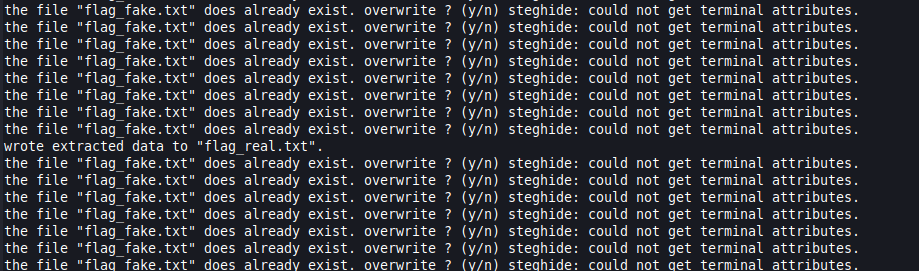 the file "flag_fake.txt" does already exist. overwrite ? (y/n) steghide: could not get terminal attributes.
the file "flag_fake.txt" does already exist. overwrite ? (y/n) steghide: could not get terminal attributes.
the file "flag_fake.txt" does already exist. overwrite ? (y/n) steghide: could not get terminal attributes.
the file "flag_fake.txt" does already exist. overwrite ? (y/n) steghide: could not get terminal attributes.
the file "flag_fake.txt" does already exist. overwrite ? (y/n) steghide: could not get terminal attributes.
the file "flag_fake.txt" does already exist. overwrite ? (y/n) steghide: could not get terminal attributes.
the file "flag_fake.txt" does already exist. overwrite ? (y/n) steghide: could not get terminal attributes.
the file "flag_fake.txt" does already exist. overwrite ? (y/n) steghide: could not get terminal attributes.
wrote extracted data to "flag_real.txt".
the file "flag_fake.txt" does already exist. overwrite ? (y/n) steghide: could not get terminal attributes.
the file "flag_fake.txt" does already exist. overwrite ? (y/n) steghide: could not get terminal attributes.
the file "flag_fake.txt" does already exist. overwrite ? (y/n) steghide: could not get terminal attributes.
the file "flag_fake.txt" does already exist. overwrite ? (y/n) steghide: could not get terminal attributes.
the file "flag_fake.txt" does already exist. overwrite ? (y/n) steghide: could not get terminal attributes.
the file "flag_fake.txt" does already exist. overwrite ? (y/n) steghide: could not get terminal attributes.
the file "flag_fake.txt" does already exist. overwrite ? (y/n) steghide: could not get terminal attributes.